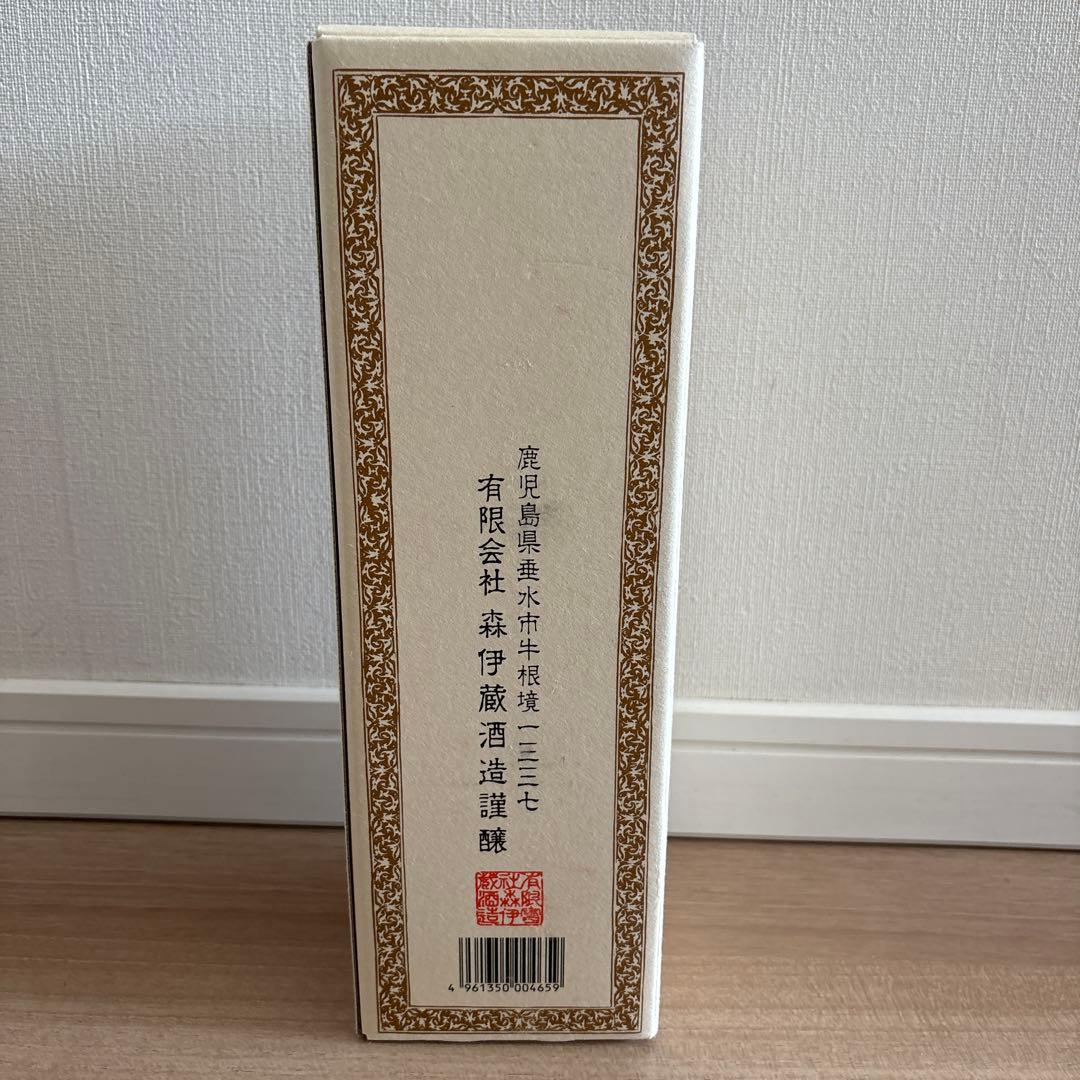 鹿児島県垂水市牛根境一三三七
有限会社 森伊蔵酒造謹醸
有限会
社森伊
蔵酒造
4 961350 004659